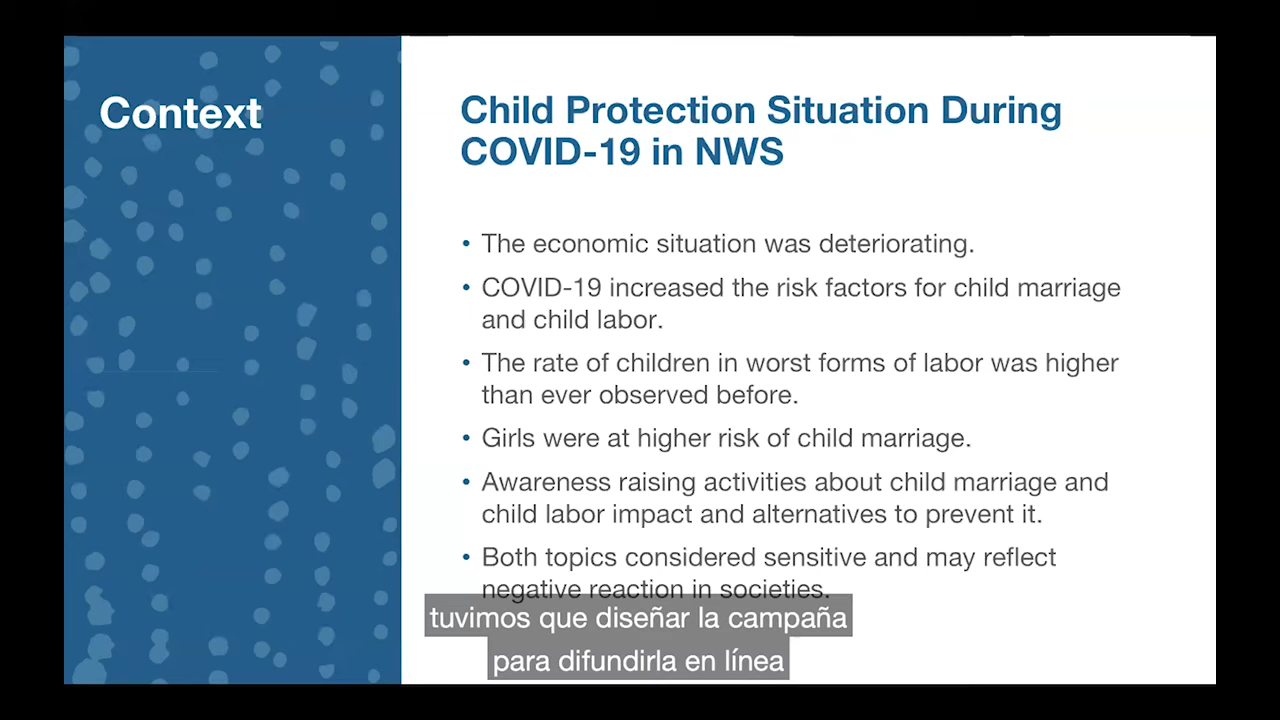 Context
Child Protection Situation During
COVID-19 in NWS
• The economic situation was deteriorating.
• COVID-19 increased the risk factors for child marriage
and child labor.
• The rate of children in worst forms of labor was higher
than ever observed before.
• Girls were at higher risk of child marriage.
• Awareness raising activities about child marriage and
child labor impact and alternatives to prevent it.
• Both topics considered sensitive and may reflect
negative reaction in societies.
tuvimos que diseñar la campaña
para difundirla en línea